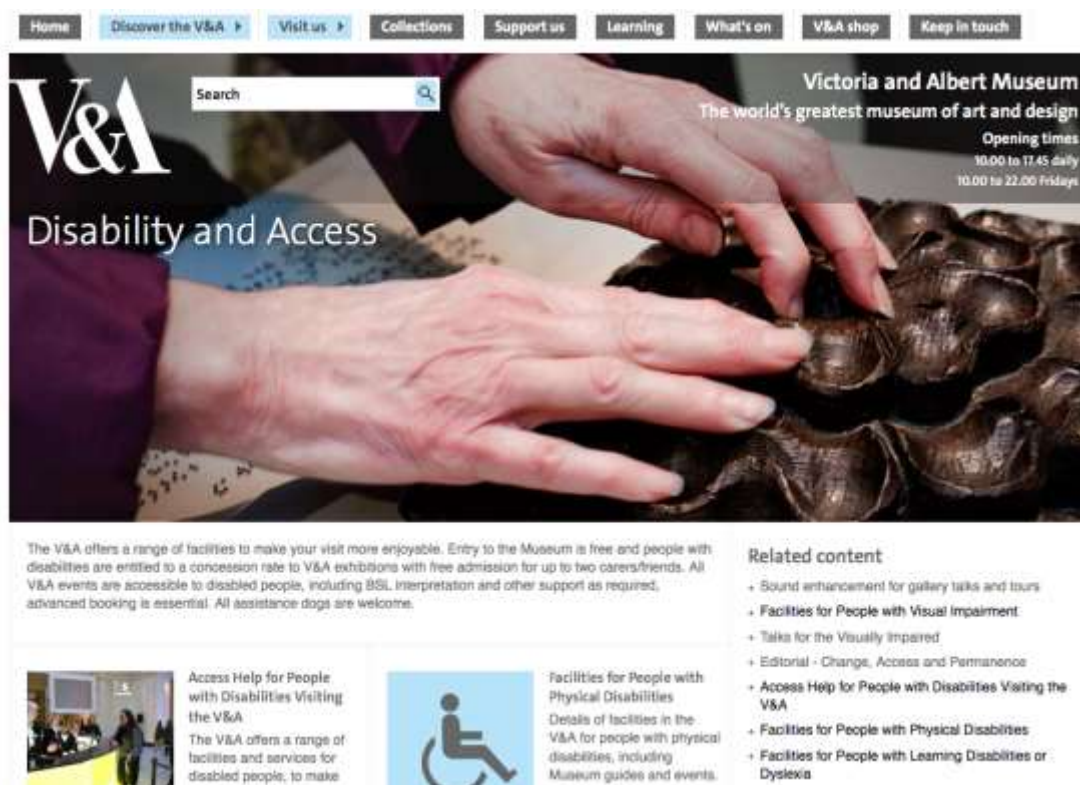 Home
Discover the V&A
Visit us
Collections
Support us
Learning
What's on
V&A shop
Keep in touch
V&A
Search
Victoria and Albert Museum
The world's greatest museum of art and design
Opening times
10.00 to 17.45 daily
10.00 to 22.00 Fridays
Disability and Access
The V&A offers a range of facilities to make your visit more enjoyable. Entry to the Museum is free and people with
disabilities are entitled to a concession rate to V&A exhibitions with free admission for up to two carers/friends. All
V&A events are accessible to disabled people, including BSL interpretation and other support as required,
advanced booking is essential. All assistance dogs are welcome.
Access Help for People
with Disabilities Visiting
the V&A
The V&A offers a range of
facilities and services for
disabled people, to make
Facilities for People with
Physical Disabilities
Details of facilities in the
V&A for people with physical
disabilities, including
Museum guides and events.
Related content
+ Sound enhancement for gallery talks and tours
+ Facilities for People with Visual Impairment
+ Talks for the Visually Impaired
+ Editorial - Change, Access and Permanence
+ Access Help for People with Disabilities Visiting the
V&A
+ Facilities for People with Physical Disabilities
+ Facilities for People with Learning Disabilities or
Dyslexia